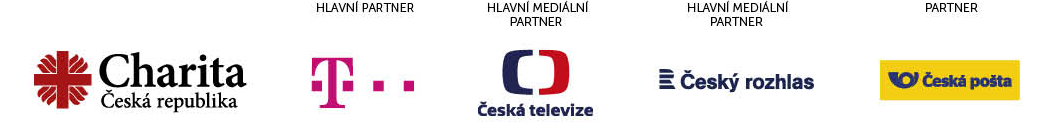 HLAVNÍ PARTNER
HLAVNÍ MEDIÁLNÍ
PARTNER
HLAVNÍ MEDIÁLNÍ
PARTNER
PARTNER
Charita
Česká republika
T
Česká televize
Český rozhlas
Česká pošta